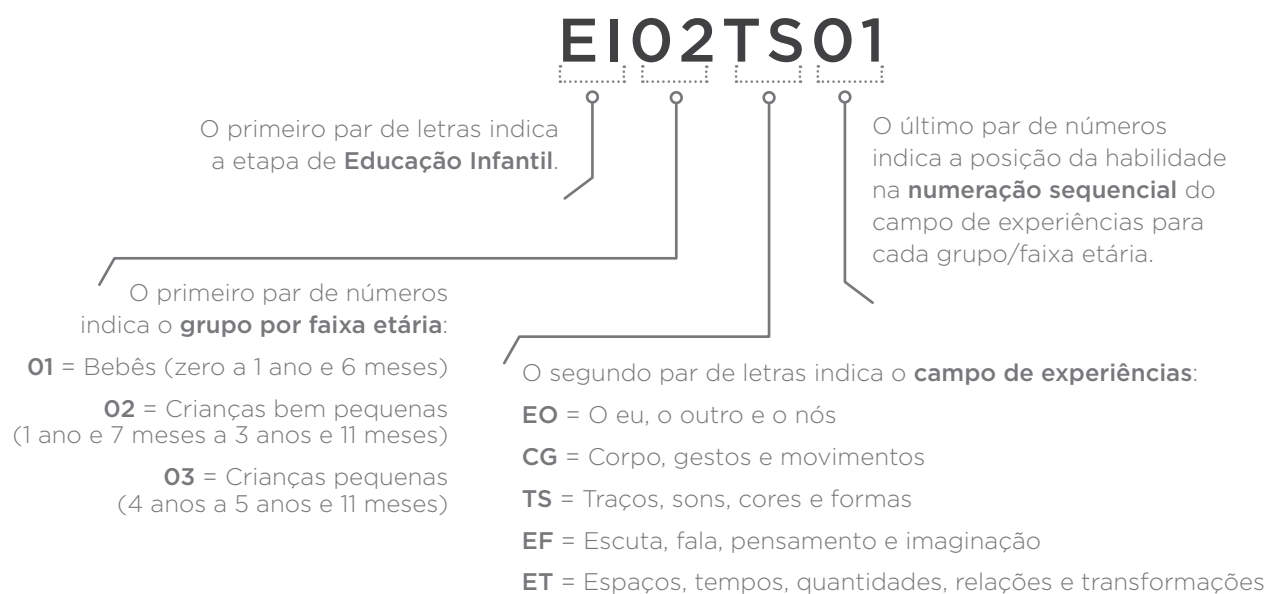 EI02TS01
O primeiro par de letras indica
a etapa de Educação Infantil.
O último par de números
indica a posição da habilidade
na numeração sequencial do
campo de experiências para
cada grupo/faixa etária.
O primeiro par de números
indica o grupo por faixa etária:
01 = Bebês (zero a 1 ano e 6 meses)
02 = Crianças bem pequenas
(1 ano e 7 meses a 3 anos e 11 meses)
03 = Crianças pequenas
(4 anos a 5 anos e 11 meses)
O segundo par de letras indica o campo de experiências:
EO = O eu, o outro e o nós
CG = Corpo, gestos e movimentos
TS = Traços, sons, cores e formas
EF = Escuta, fala, pensamento e imaginação
ET = Espaços, tempos, quantidades, relações e transformações